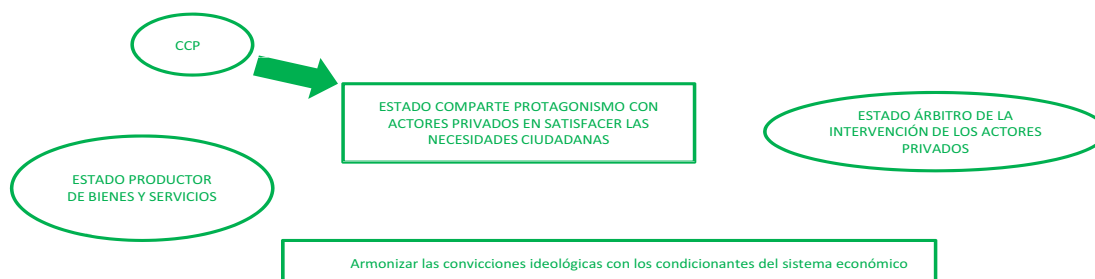 CCP
ESTADO COMPARTE PROTAGONISMO CON
ACTORES PRIVADOS EN SATISFACER LAS
NECESIDADES CIUDADANAS
ESTADO ÁRBITRO DE LA
INTERVENCIÓN DE LOS ACTORES
PRIVADOS
ESTADO PRODUCTOR
DE BIENES Y SERVICIOS
Armonizar las convicciones ideológicas con los condicionantes del sistema económico